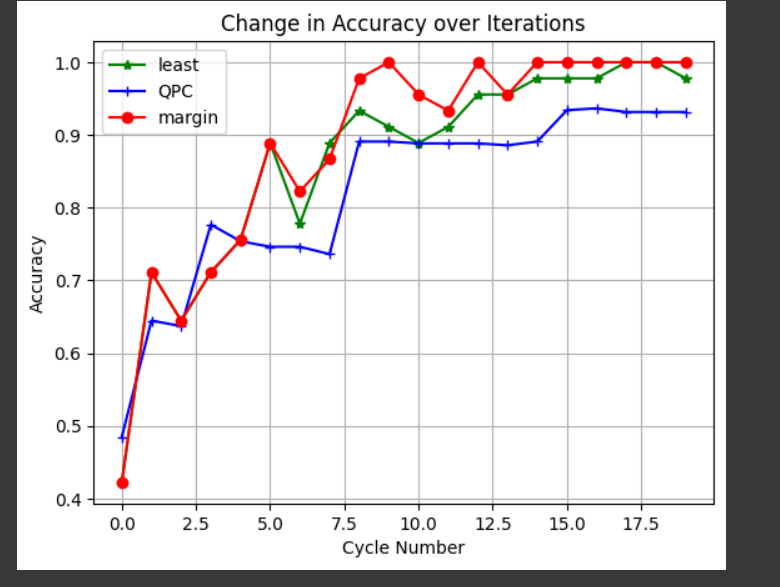 Change in Accuracy over Iterations
least
QPC
margin
1.0
0.9
0.8
0.7
0.6
0.5
0.4
Accuracy
0.0 2.5 5.0 7.5 10.0 12.5 15.0 17.5
Cycle Number